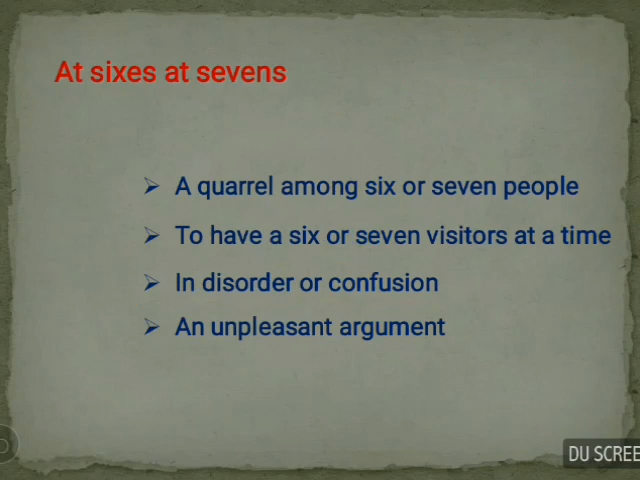 At sixes at sevens
A quarrel among six or seven people
To have a six or seven visitors at a time
In disorder or confusion
An unpleasant argument
DU SCREE